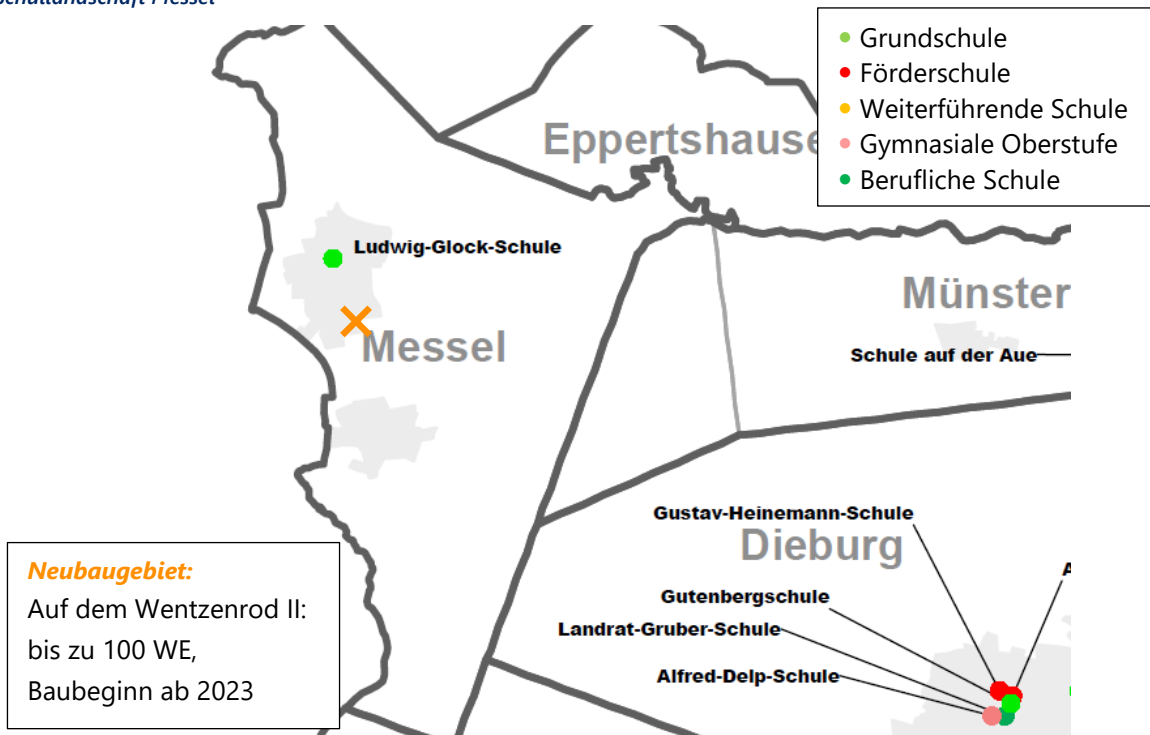 Messel
Grundschule
Förderschule
Weiterführende Schule
Gymnasiale Oberstufe
Berufliche Schule
Ludwig-Glock-Schule
Messel
Münster
Schule auf der Aue
Gustav-Heinemann-Schule
Dieburg
Gutenbergschule
Landrat-Gruber-Schule
Alfred-Delp-Schule
Neubaugebiet:
Auf dem Wentzenrod II:
bis zu 100 WE,
Baubeginn ab 2023